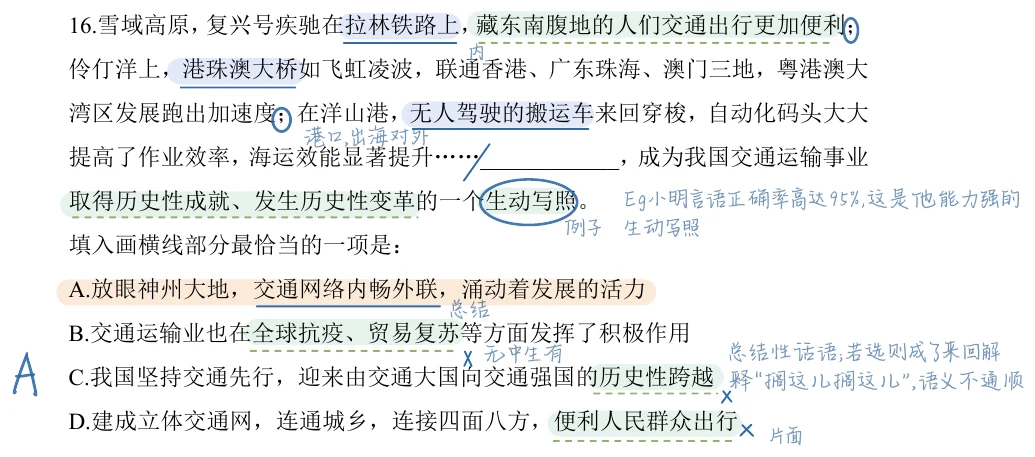 16.雪域高原，复兴号疾驰在拉林铁路上，藏东南腹地的人们交通出行更加便利；
内
伶仃洋上，港珠澳大桥如飞虹凌波，联通香港、广东珠海、澳门三地，粤港澳大
湾区发展跑出加速度；在洋山港，无人驾驶的搬运车来回穿梭，自动化码头大大
港口,出海对外
提高了作业效率，海运效能显著提升……____________，成为我国交通运输事业
取得历史性成就、发生历史性变革的一个生动写照。
Eg小明言语正确率高达95%,这是他能力强的
例子 生动写照
填入画横线部分最恰当的一项是：
A.放眼神州大地，交通网络内畅外联，涌动着发展的活力
总结
B.交通运输业也在全球抗疫、贸易复苏等方面发挥了积极作用
× 无中生有
总结性话语;若选则成了来回解
A
C.我国坚持交通先行，迎来由交通大国向交通强国的历史性跨越
× 释“搁这儿搁这儿”,语义不通顺
D.建成立体交通网，连通城乡，连接四面八方，便利人民群众出行
× 片面